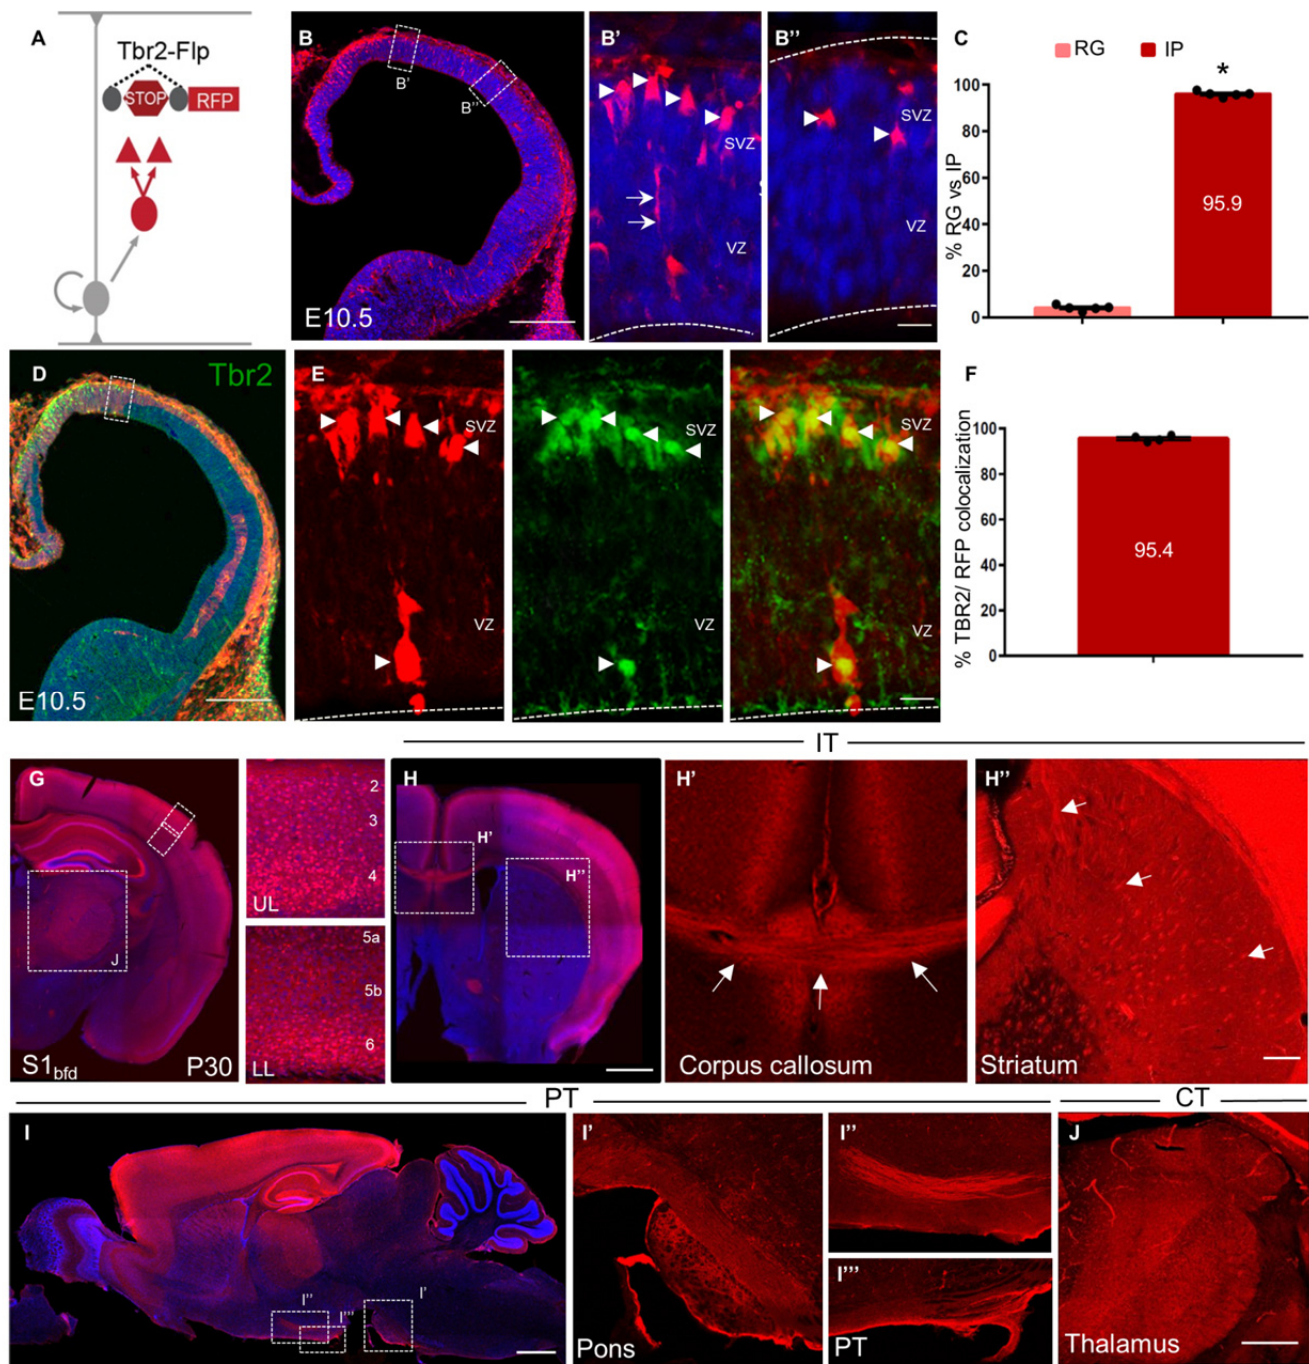 A
Tbr2-Flp
STOP
RFP
B
B'
B''
E10.5
B'
SVZ
VZ
B''
SVZ
VZ
C
RG
IP
*
% RG vs IP
100
80
60
40
20
0
95.9
D
Tbr2
E10.5
E
SVZ
VZ
SVZ
VZ
SVZ
VZ
F
% TBR2/ RFP colocalization
100
80
60
40
20
0
95.4
IT
G
J
S1bfd
P30
2
3
4
UL
5a
5b
6
LL
H
H'
H''
H'
Corpus callosum
H''
Striatum
PT
CT
I
I''
I'''
I'
I'
Pons
I''
I'''
PT
J
Thalamus